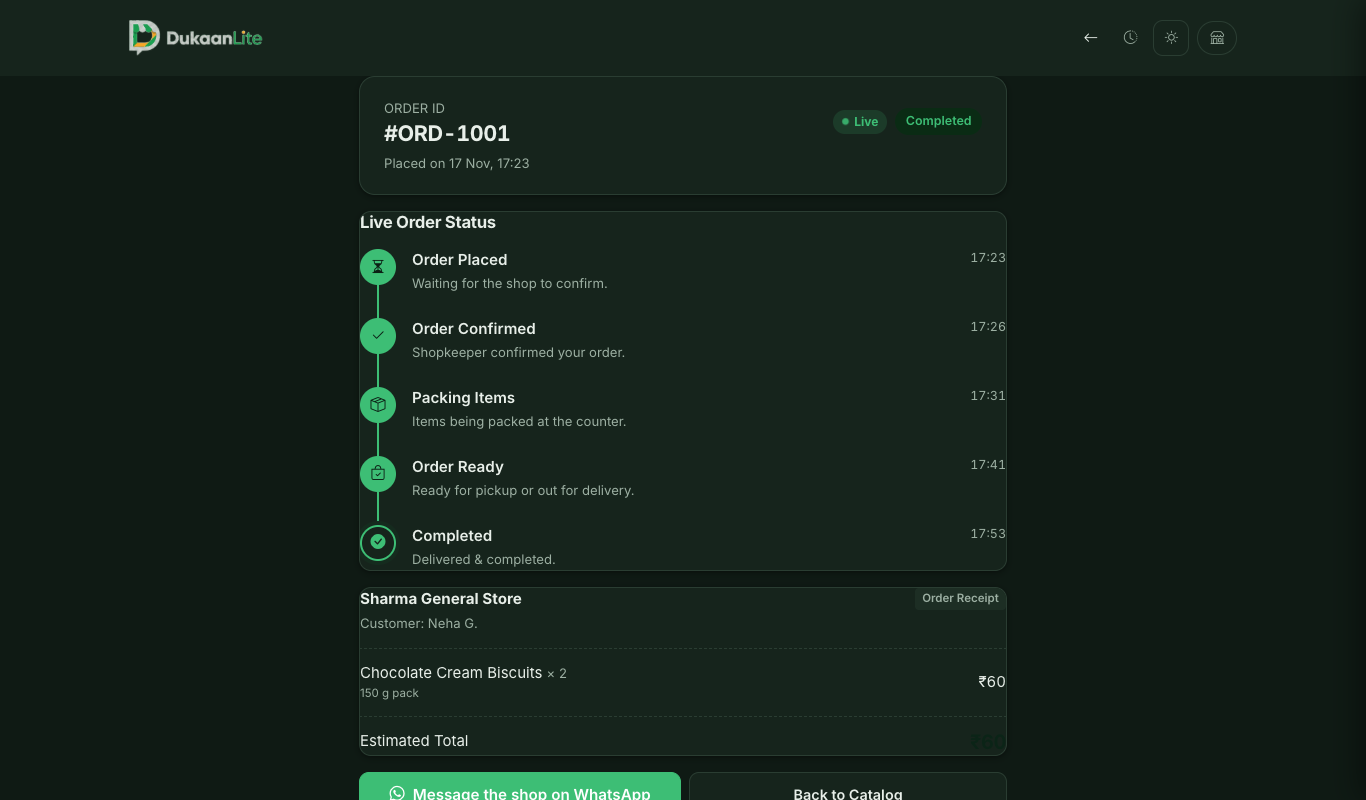 DukaanLite
ORDER ID
#ORD-1001
Placed on 17 Nov, 17:23
Live
Completed
Live Order Status
Order Placed
17:23
Waiting for the shop to confirm.
Order Confirmed
17:26
Shopkeeper confirmed your order.
Packing Items
17:31
Items being packed at the counter.
Order Ready
17:41
Ready for pickup or out for delivery.
Completed
17:53
Delivered & completed.
Sharma General Store
Order Receipt
Customer: Neha G.
Chocolate Cream Biscuits × 2
₹60
150 g pack
Estimated Total
₹60
Message the shop on WhatsApp
Back to Catalog